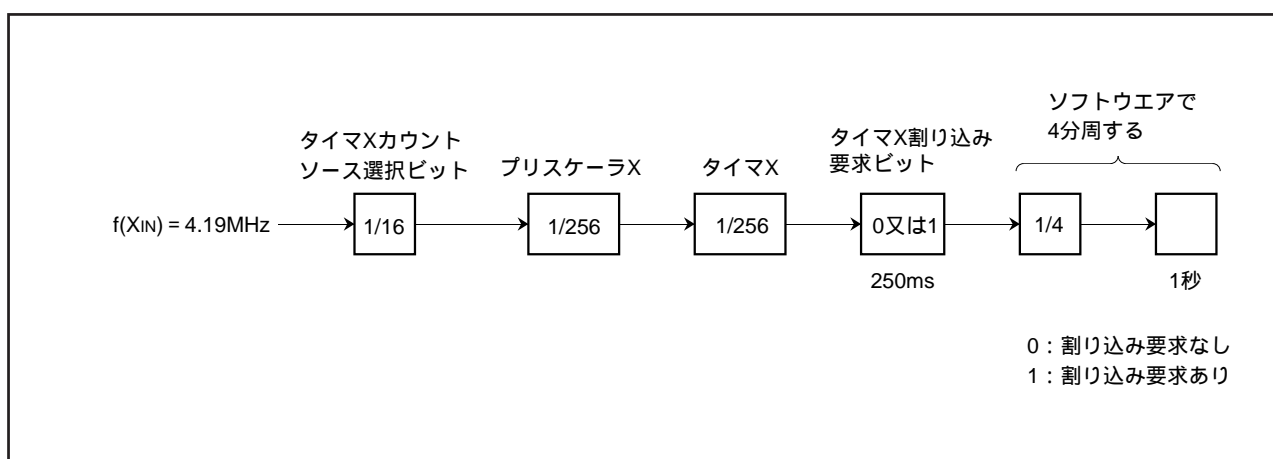 ソフトウエアで
4分周する
タイマXカウント
ソース選択ビット
プリスケーラX
タイマX
タイマX割り込み
要求ビット
f(XIN) = 4.19MHz
1/16
1/256
1/256
0又は1
1/4
250ms
1秒
0：割り込み要求なし
1：割り込み要求あり